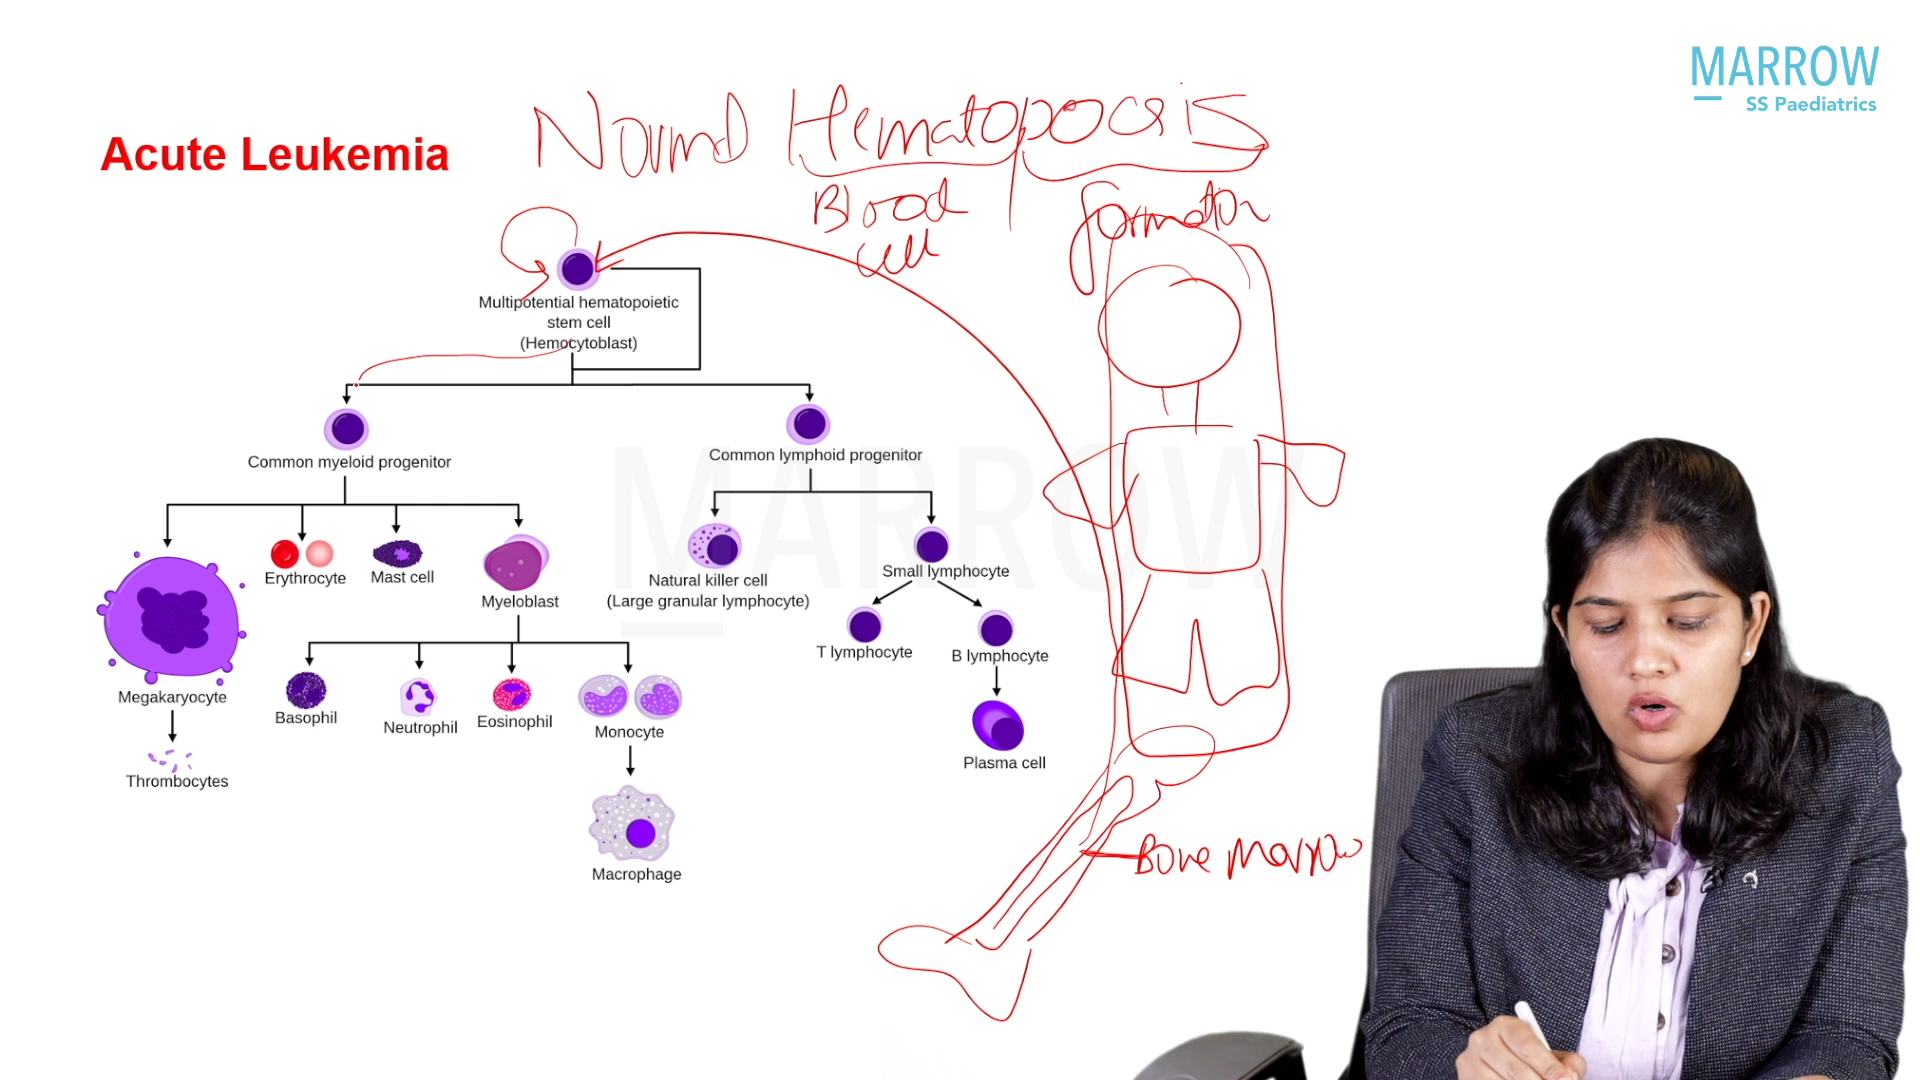 MARROW
SS Paediatrics
Acute Leukemia
Normal Hematopoesis
Blood
cell
formation
Multipotential hematopoietic
stem cell
(Hemocytoblast)
Common myeloid progenitor
Common lymphoid progenitor
MARROW
Erythrocyte
Mast cell
Myeloblast
Natural killer cell
(Large granular lymphocyte)
Small lymphocyte
T lymphocyte
B lymphocyte
Megakaryocyte
Basophil
Neutrophil
Eosinophil
Monocyte
Plasma cell
Thrombocytes
Macrophage
Bone Marrow